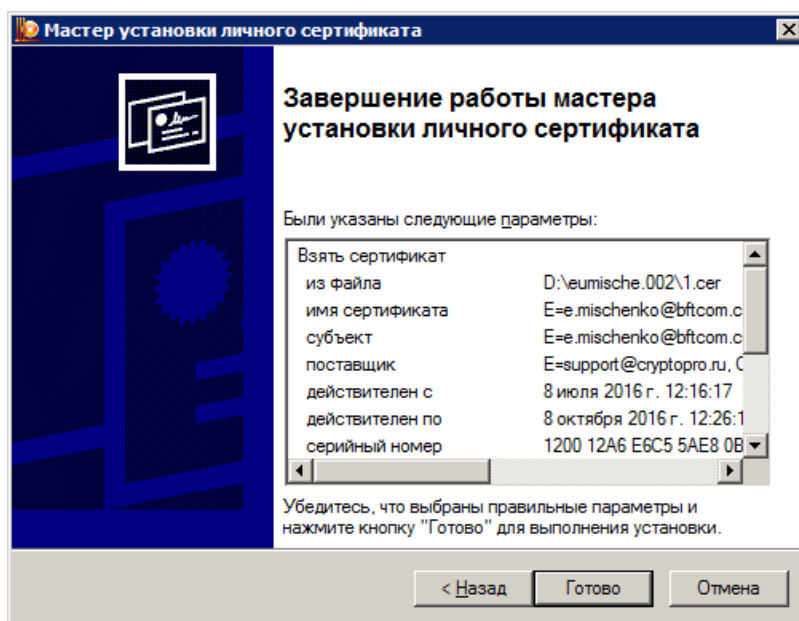 Мастер установки личного сертификата
Завершение работы мастера
установки личного сертификата
Были указаны следующие параметры:
Взять сертификат
из файла D:\eumische.002\1.cer
имя сертификата E=e.mischenko@bftcom.c
субъект E=e.mischenko@bftcom.c
поставщик E=support@cryptopro.ru, C
действителен с 8 июля 2016 г. 12:16:17
действителен по 8 октября 2016 г. 12:26:1
серийный номер 1200 12A6 E6C5 5AE8 0B
Убедитесь, что выбраны правильные параметры и
нажмите кнопку "Готово" для выполнения установки.
< Назад Готово Отмена